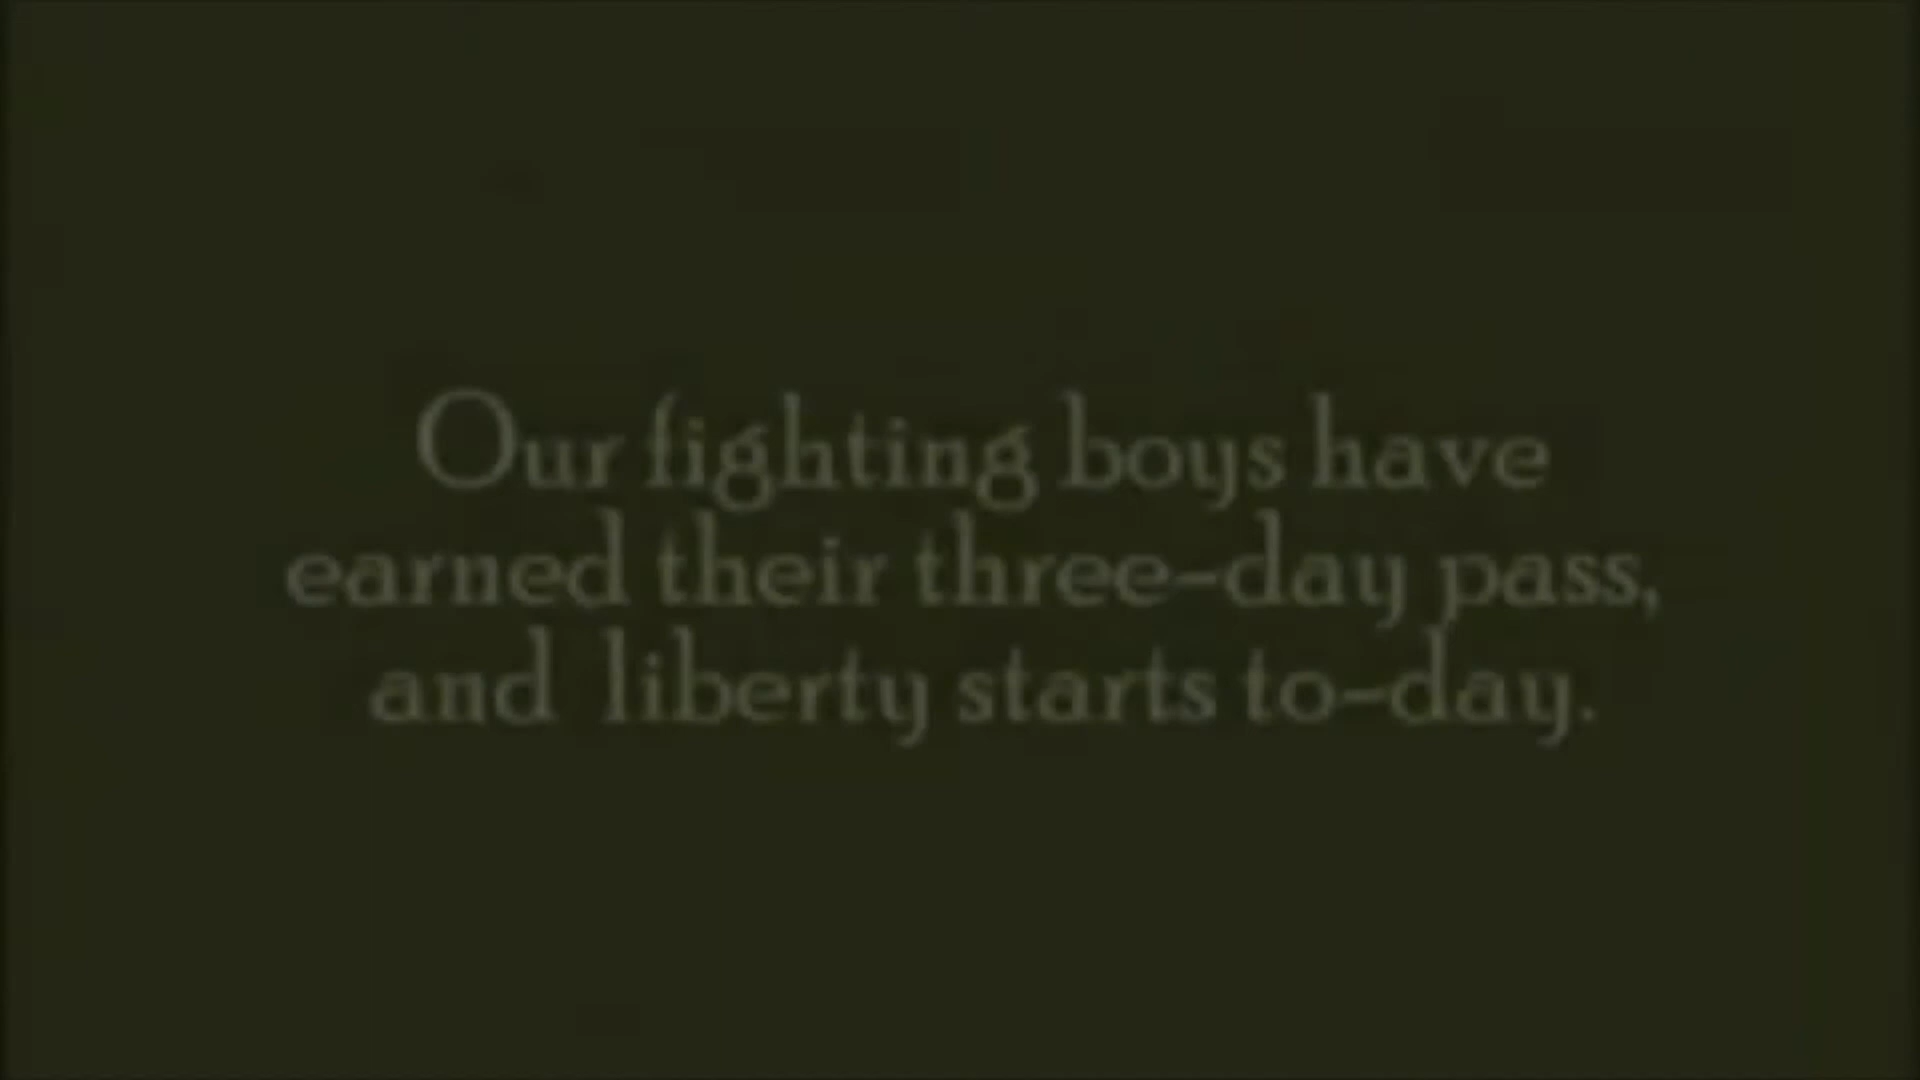 Our fighting boys have
earned their three-day pass,
and liberty starts to-day.